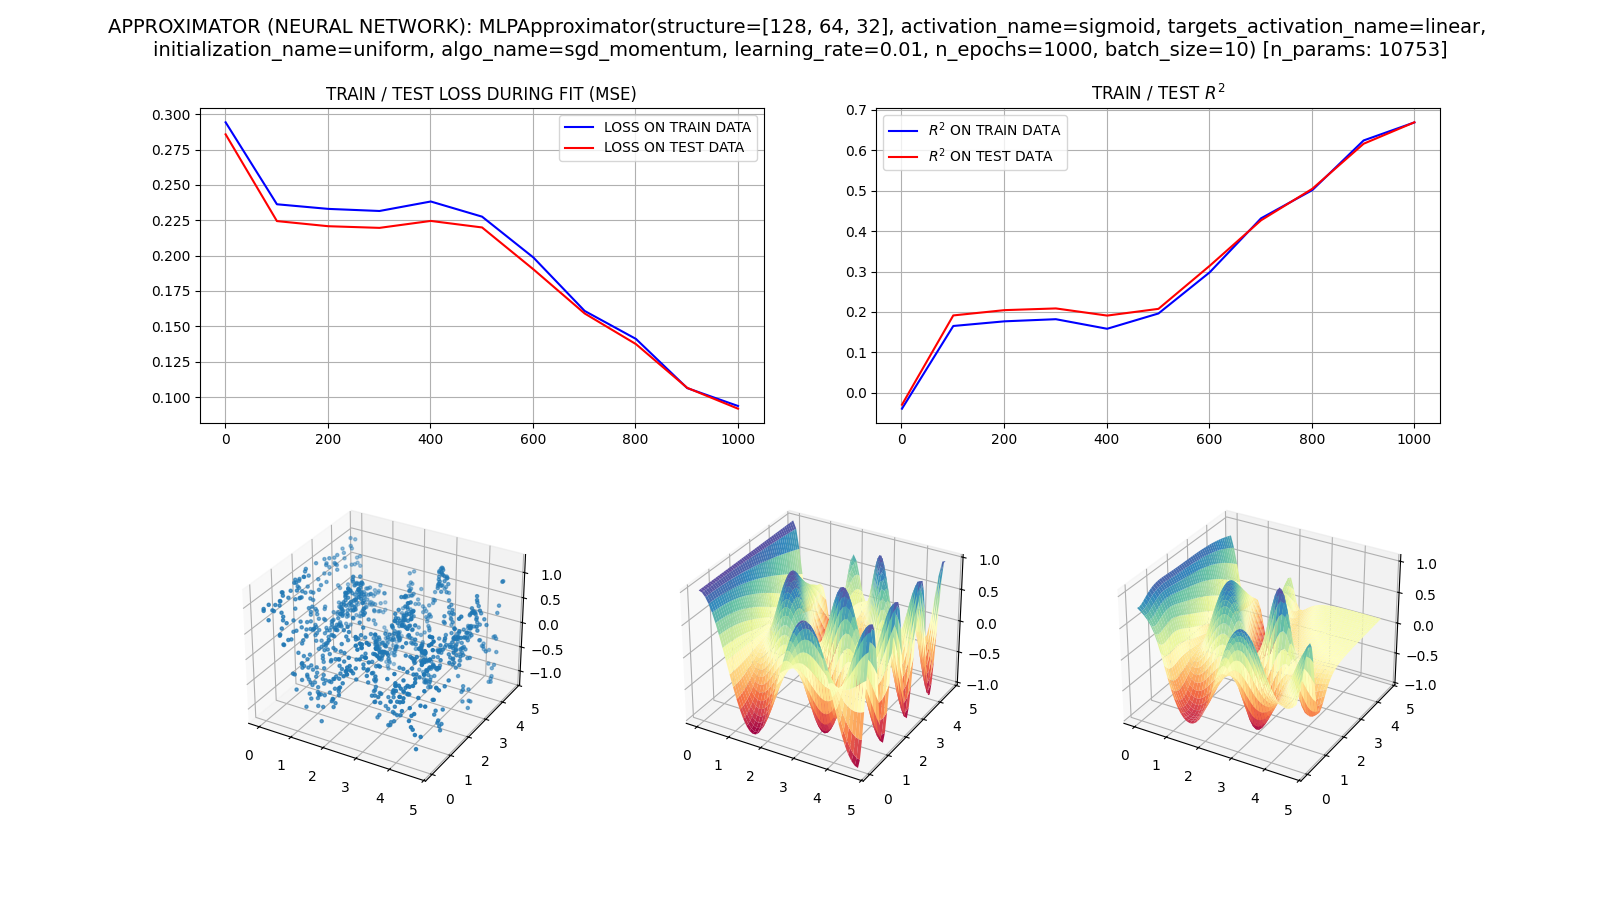 APPROXIMATOR (NEURAL NETWORK): MLPApproximator(structure=[128, 64, 32], activation_name=sigmoid, targets_activation_name=linear,
initialization_name=uniform, algo_name=sgd_momentum, learning_rate=0.01, n_epochs=1000, batch_size=10) [n_params: 10753]
TRAIN / TEST LOSS DURING FIT (MSE)
0.300
0.275
0.250
0.225
0.200
0.175
0.150
0.125
0.100
LOSS ON TRAIN DATA
LOSS ON TEST DATA
0 200 400 600 800 1000
TRAIN / TEST R²
0.7
0.6
0.5
0.4
0.3
0.2
0.1
0.0
R² ON TRAIN DATA
R² ON TEST DATA
0 200 400 600 800 1000
1.0
0.5
0.0
−0.5
−1.0
0 1 2 3 4 5
0 1 2 3 4 5
1.0
0.5
0.0
−0.5
−1.0
0 1 2 3 4 5
0 1 2 3 4 5
1.0
0.5
0.0
−0.5
−1.0
0 1 2 3 4 5
0 1 2 3 4 5